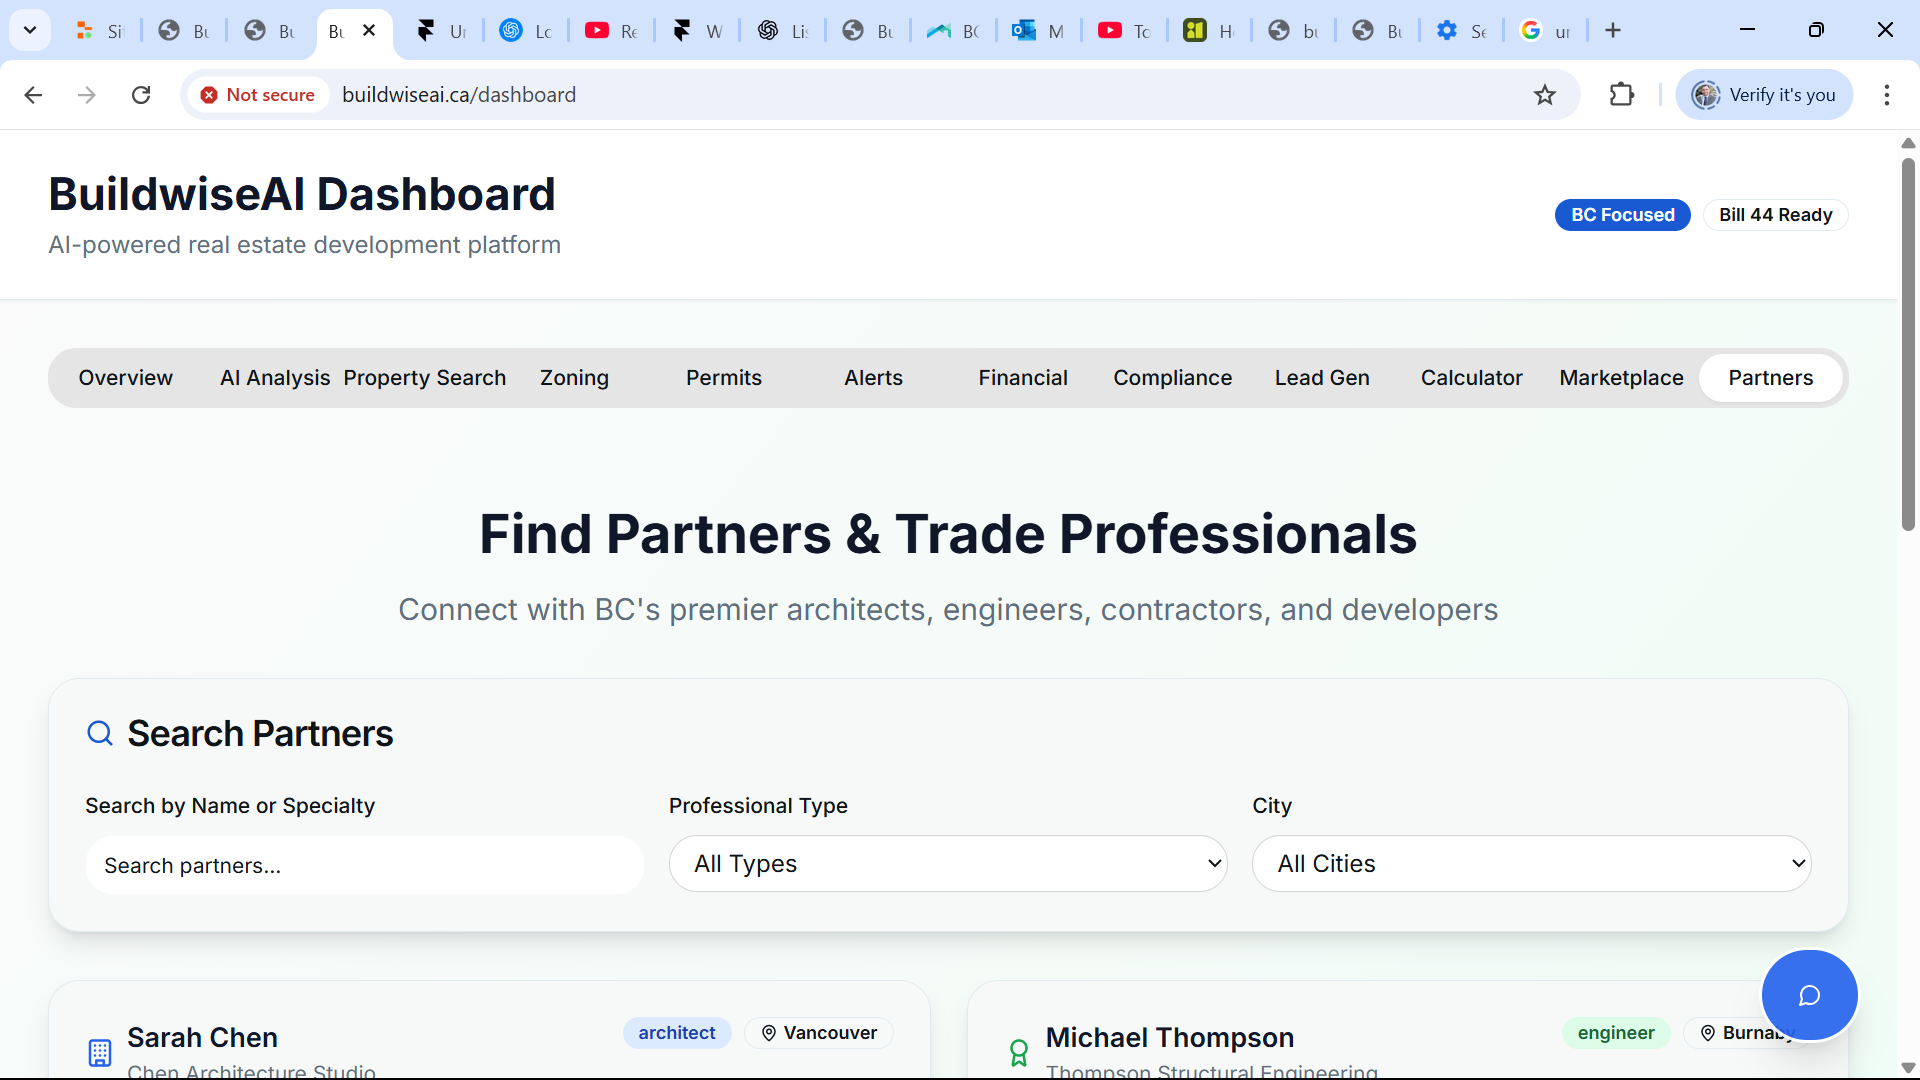 Si
Bu
Bu
Bu
Ur
Lo
Re
W
Lis
Bu
BC
M
To
H
bu
Bu
Se
ur
Not secure
buildwiseai.ca/dashboard
Verify it's you
BuildwiseAI Dashboard
AI-powered real estate development platform
BC Focused
Bill 44 Ready
Overview
AI Analysis
Property Search
Zoning
Permits
Alerts
Financial
Compliance
Lead Gen
Calculator
Marketplace
Partners
Find Partners & Trade Professionals
Connect with BC's premier architects, engineers, contractors, and developers
Search Partners
Search by Name or Specialty
Professional Type
City
Search partners...
All Types
All Cities
Sarah Chen
architect
Vancouver
Chen Architecture Studio
Michael Thompson
engineer
Burnaby
Thompson Structural Engineering